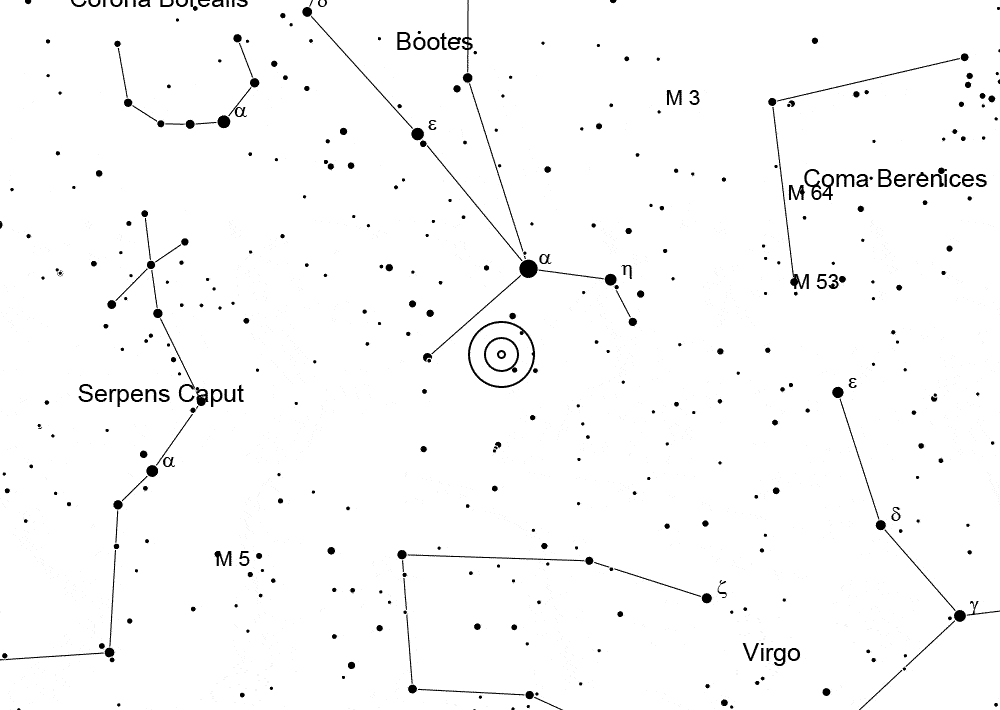 Corona Borealis
δ
Bootes
M 3
α
ε
Coma Berenices
M 64
α
η
M 53
ε
Serpens Caput
α
δ
M 5
ζ
γ
Virgo